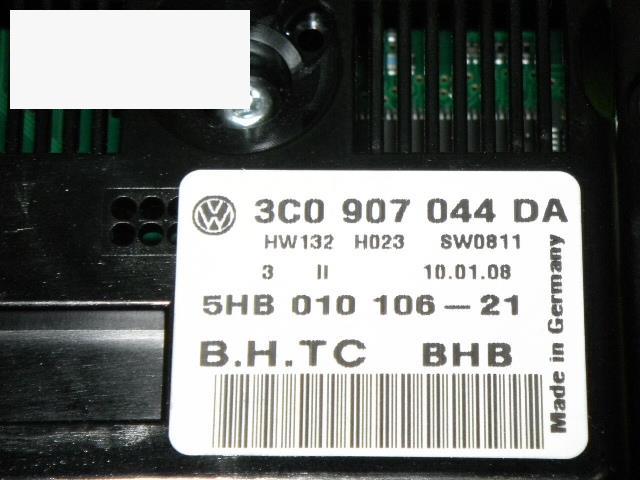 3C0 907 044 DA
HW132 H023 SW0811
3 II 10.01.08
5HB 010 106-21
B.H.TC BHB
Made in Germany